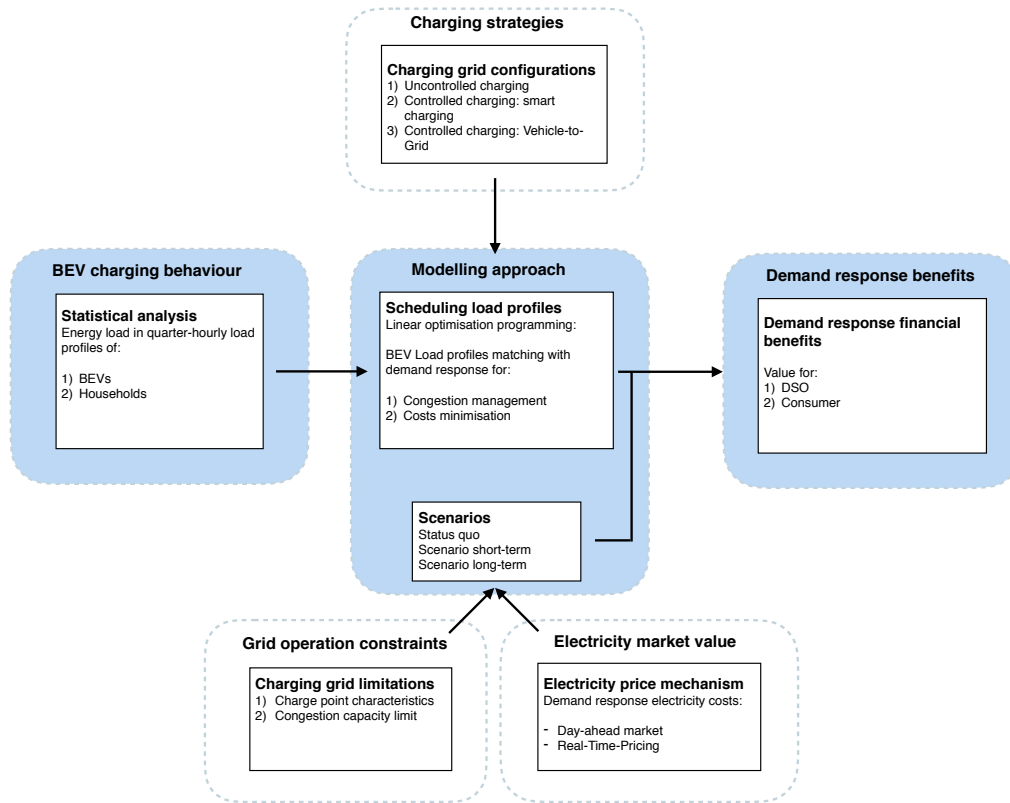 Charging strategies
Charging grid configurations
1) Uncontrolled charging
2) Controlled charging: smart
charging
3) Controlled charging: Vehicle-to-
Grid
BEV charging behaviour
Statistical analysis
Energy load in quarter-hourly load
profiles of:
1) BEVs
2) Households
Modelling approach
Scheduling load profiles
Linear optimisation programming:
BEV Load profiles matching with
demand response for:
1) Congestion management
2) Costs minimisation
Scenarios
Status quo
Scenario short-term
Scenario long-term
Demand response benefits
Demand response financial
benefits
Value for:
1) DSO
2) Consumer
Grid operation constraints
Charging grid limitations
1) Charge point characteristics
2) Congestion capacity limit
Electricity market value
Electricity price mechanism
Demand response electricity costs:
- Day-ahead market
- Real-Time-Pricing